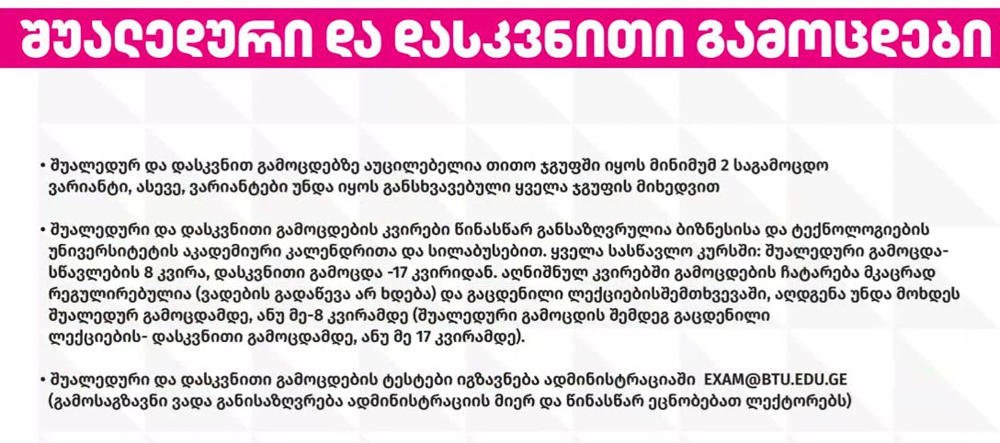 შუალედური და დასკვნითი გამოცდები
• შუალედურ და დასკვნით გამოცდებზე აუცილებელია თითო ჯგუფში იყოს მინიმუმ 2 საგამოცდო
ვარიანტი, ასევე, ვარიანტები უნდა იყოს განსხვავებული ყველა ჯგუფის მიხედვით
• შუალედური და დასკვნითი გამოცდების კვირები წინასწარ განსაზღვრულია ბიზნესისა და ტექნოლოგიების
უნივერსიტეტის აკადემიური კალენდრითა და სილაბუსებით. ყველა სასწავლო კურსში: შუალედური გამოცდა-
სწავლების 8 კვირა, დასკვნითი გამოცდა -17 კვირიდან. აღნიშნულ კვირებში გამოცდების ჩატარება მკაცრად
რეგულირებულია (ვადების გადაწევა არ ხდება) და გაცდენილი ლექციებისშემთხვევაში, აღდგენა უნდა მოხდეს
შუალედურ გამოცდამდე, ანუ მე-8 კვირამდე (შუალედური გამოცდის შემდეგ გაცდენილი
ლექციების- დასკვნითი გამოცდამდე, ანუ მე 17 კვირამდე).
• შუალედური და დასკვნითი გამოცდების ტესტები იგზავნება ადმინისტრაციაში EXAM@BTU.EDU.GE
(გამოსაგზავნი ვადა განისაზღვრება ადმინისტრაციის მიერ და წინასწარ ეცნობებათ ლექტორებს)